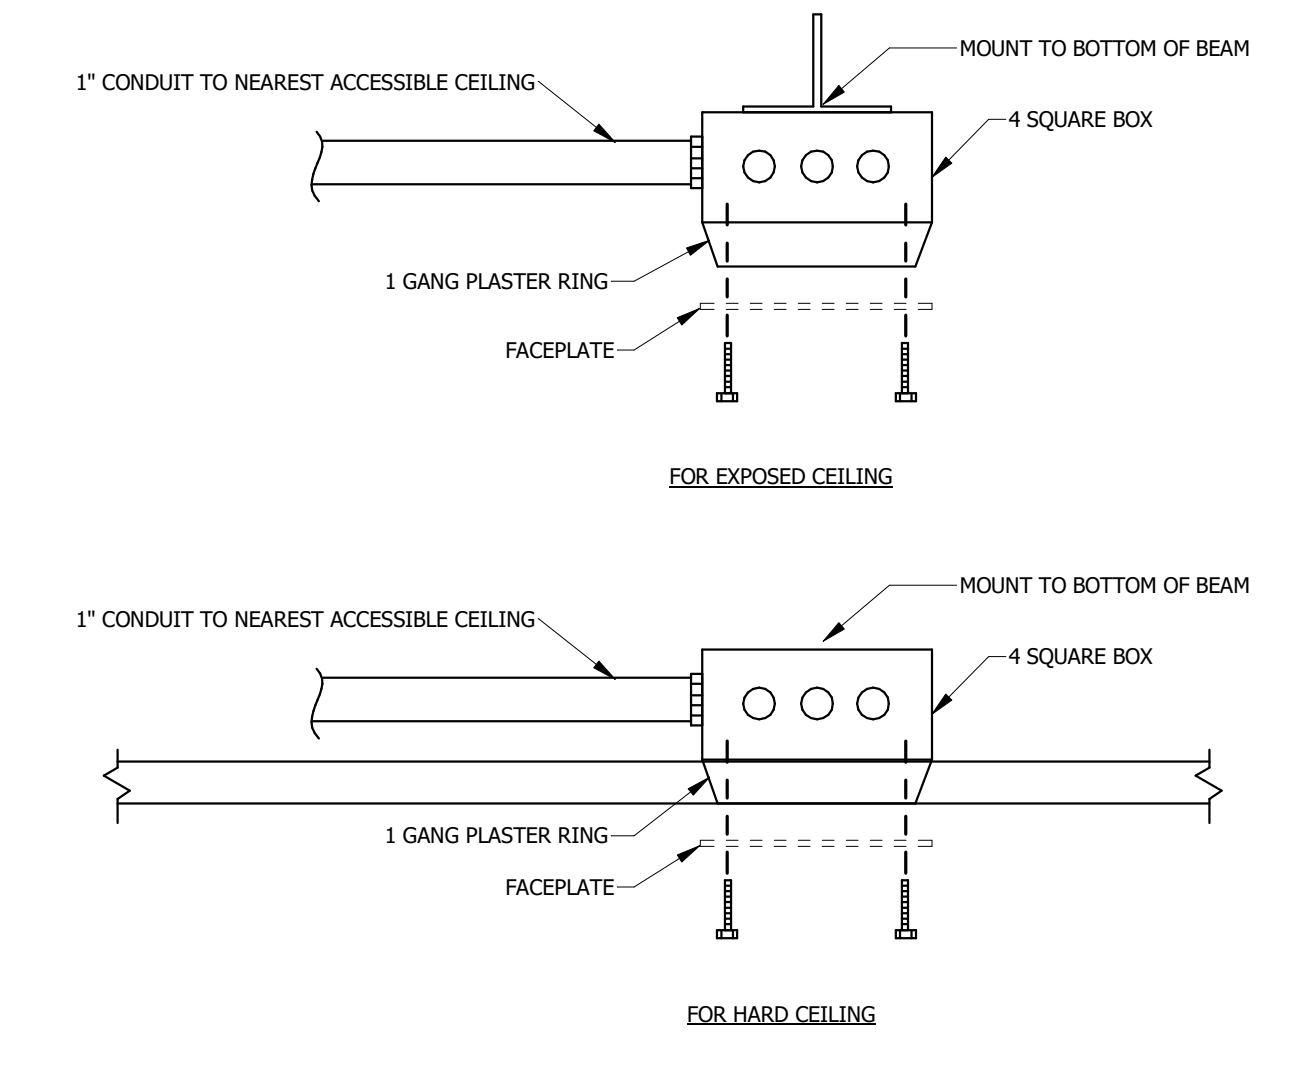 MOUNT TO BOTTOM OF BEAM
1" CONDUIT TO NEAREST ACCESSIBLE CEILING
4 SQUARE BOX
1 GANG PLASTER RING
FACEPLATE
FOR EXPOSED CEILING
MOUNT TO BOTTOM OF BEAM
1" CONDUIT TO NEAREST ACCESSIBLE CEILING
4 SQUARE BOX
1 GANG PLASTER RING
FACEPLATE
FOR HARD CEILING